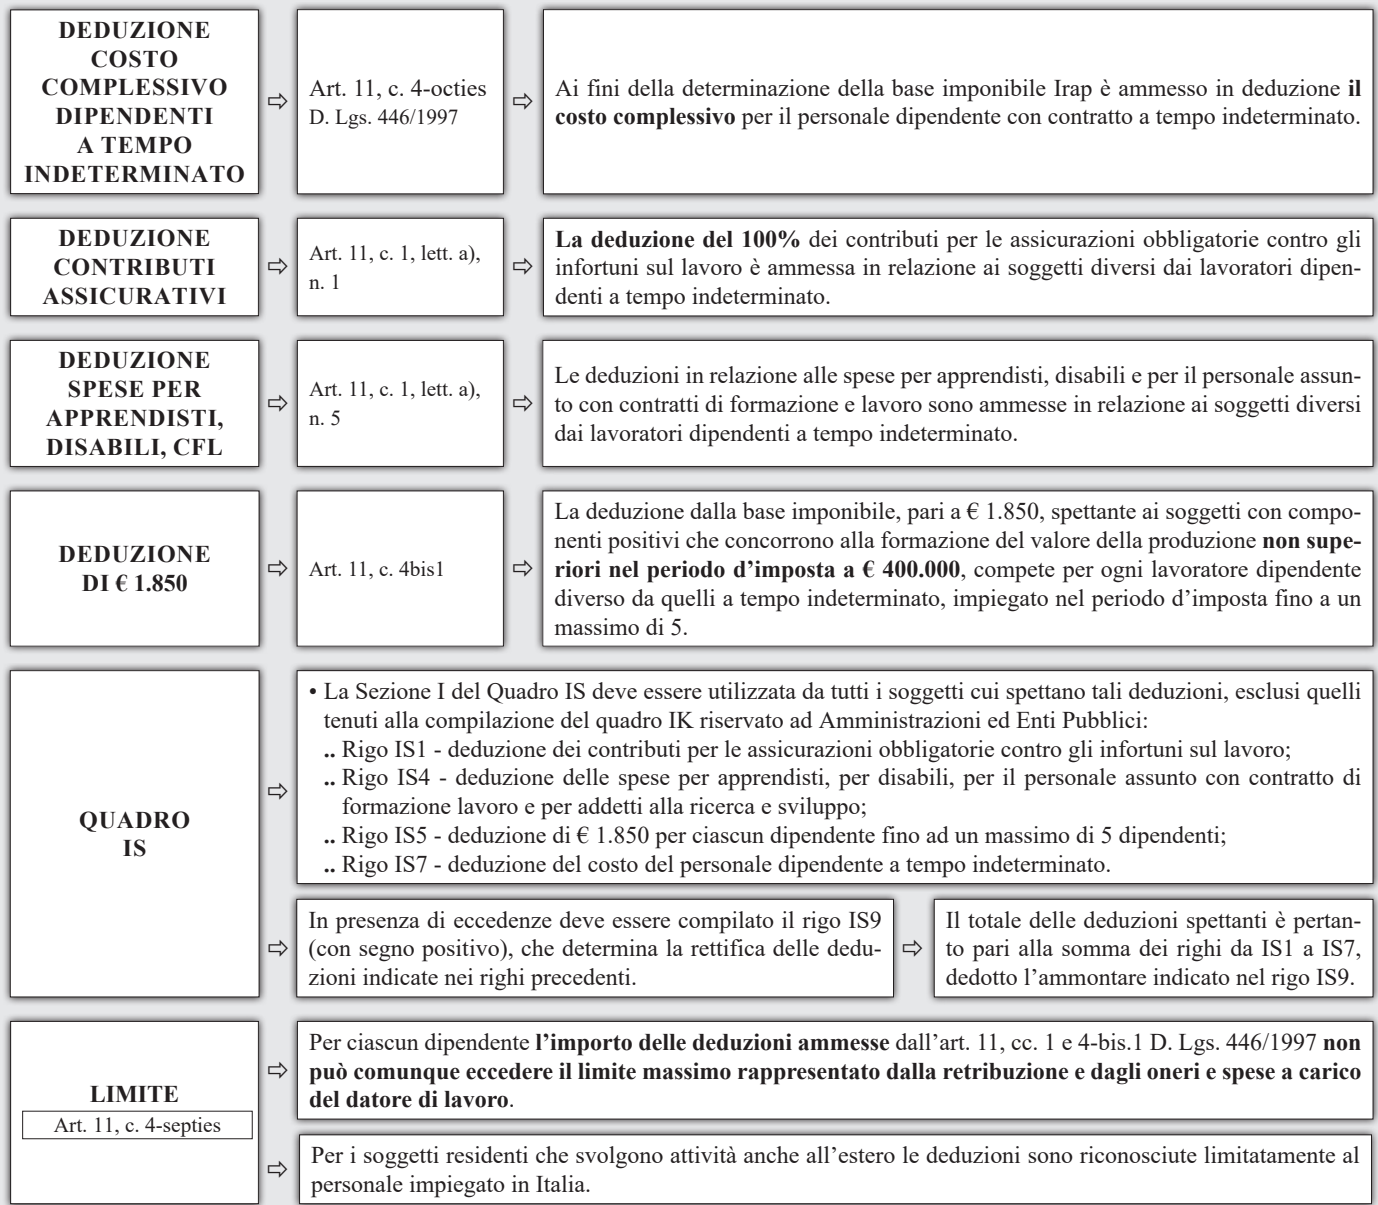 DEDUZIONE
COSTO
COMPLESSIVO
DIPENDENTI
A TEMPO
INDETERMINATO
⇨
Art. 11, c. 4-octies
D. Lgs. 446/1997
⇨
Ai fini della determinazione della base imponibile Irap è ammesso in deduzione il
costo complessivo per il personale dipendente con contratto a tempo indeterminato.
DEDUZIONE
CONTRIBUTI
ASSICURATIVI
⇨
Art. 11, c. 1, lett. a),
n. 1
⇨
La deduzione del 100% dei contributi per le assicurazioni obbligatorie contro gli
infortuni sul lavoro è ammessa in relazione ai soggetti diversi dai lavoratori dipen-
denti a tempo indeterminato.
DEDUZIONE
SPESE PER
APPRENDISTI,
DISABILI, CFL
⇨
Art. 11, c. 1, lett. a),
n. 5
⇨
Le deduzioni in relazione alle spese per apprendisti, disabili e per il personale assun-
to con contratti di formazione e lavoro sono ammesse in relazione ai soggetti diversi
dai lavoratori dipendenti a tempo indeterminato.
DEDUZIONE
DI € 1.850
⇨
Art. 11, c. 4bis1
⇨
La deduzione dalla base imponibile, pari a € 1.850, spettante ai soggetti con compo-
nenti positivi che concorrono alla formazione del valore della produzione non supe-
riori nel periodo d'imposta a € 400.000, compete per ogni lavoratore dipendente
diverso da quelli a tempo indeterminato, impiegato nel periodo d'imposta fino a un
massimo di 5.
QUADRO
IS
⇨
• La Sezione I del Quadro IS deve essere utilizzata da tutti i soggetti cui spettano tali deduzioni, esclusi quelli
tenuti alla compilazione del quadro IK riservato ad Amministrazioni ed Enti Pubblici:
.. Rigo IS1 - deduzione dei contributi per le assicurazioni obbligatorie contro gli infortuni sul lavoro;
.. Rigo IS4 - deduzione delle spese per apprendisti, per disabili, per il personale assunto con contratto di
formazione lavoro e per addetti alla ricerca e sviluppo;
.. Rigo IS5 - deduzione di € 1.850 per ciascun dipendente fino ad un massimo di 5 dipendenti;
.. Rigo IS7 - deduzione del costo del personale dipendente a tempo indeterminato.
⇨
In presenza di eccedenze deve essere compilato il rigo IS9
(con segno positivo), che determina la rettifica delle dedu-
zioni indicate nei righi precedenti.
⇨
Il totale delle deduzioni spettanti è pertan-
to pari alla somma dei righi da IS1 a IS7,
dedotto l'ammontare indicato nel rigo IS9.
LIMITE
Art. 11, c. 4-septies
⇨
Per ciascun dipendente l'importo delle deduzioni ammesse dall'art. 11, cc. 1 e 4-bis.1 D. Lgs. 446/1997 non
può comunque eccedere il limite massimo rappresentato dalla retribuzione e dagli oneri e spese a carico
del datore di lavoro.
⇨
Per i soggetti residenti che svolgono attività anche all'estero le deduzioni sono riconosciute limitatamente al
personale impiegato in Italia.